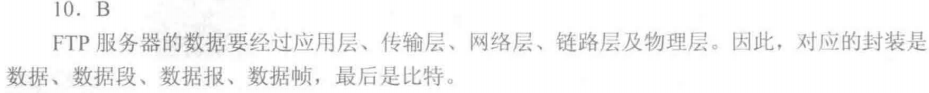 10．B
FTP 服务器的数据要经过应用层、传输层、网络层、链路层及物理层。因此，对应的封装是
数据、数据段、数据报、数据帧，最后是比特。